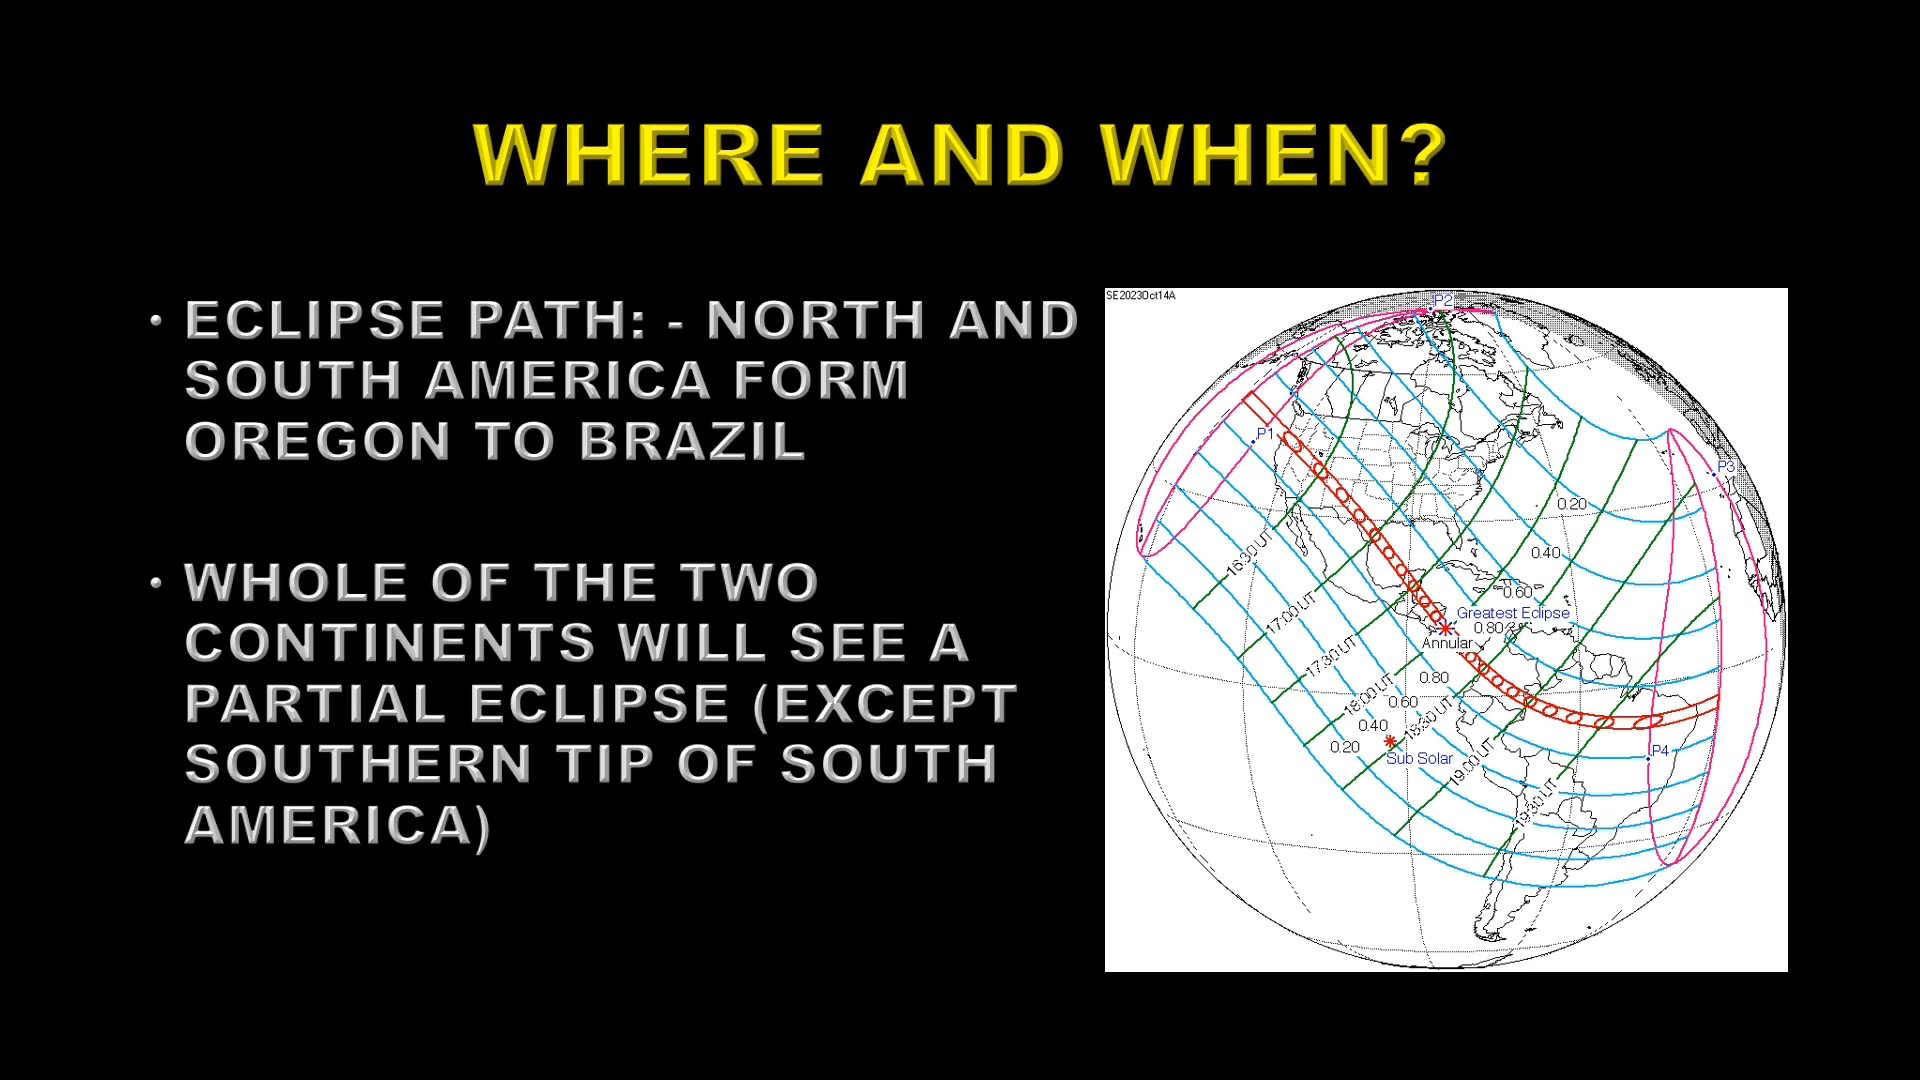 WHERE AND WHEN?
• ECLIPSE PATH: - NORTH AND
SOUTH AMERICA FORM
OREGON TO BRAZIL
• WHOLE OF THE TWO
CONTINENTS WILL SEE A
PARTIAL ECLIPSE (EXCEPT
SOUTHERN TIP OF SOUTH
AMERICA)
SE2023Oct14A
P2
P1
P3
0.20
0.40
16:30 UT
0.60
17:00 UT
Greatest Eclipse
0.80
Annular
17:30 UT
0.80
18:00 UT
0.60
18:30 UT
0.40
0.20
Sub Solar
P4
19:00 UT
19:30 UT